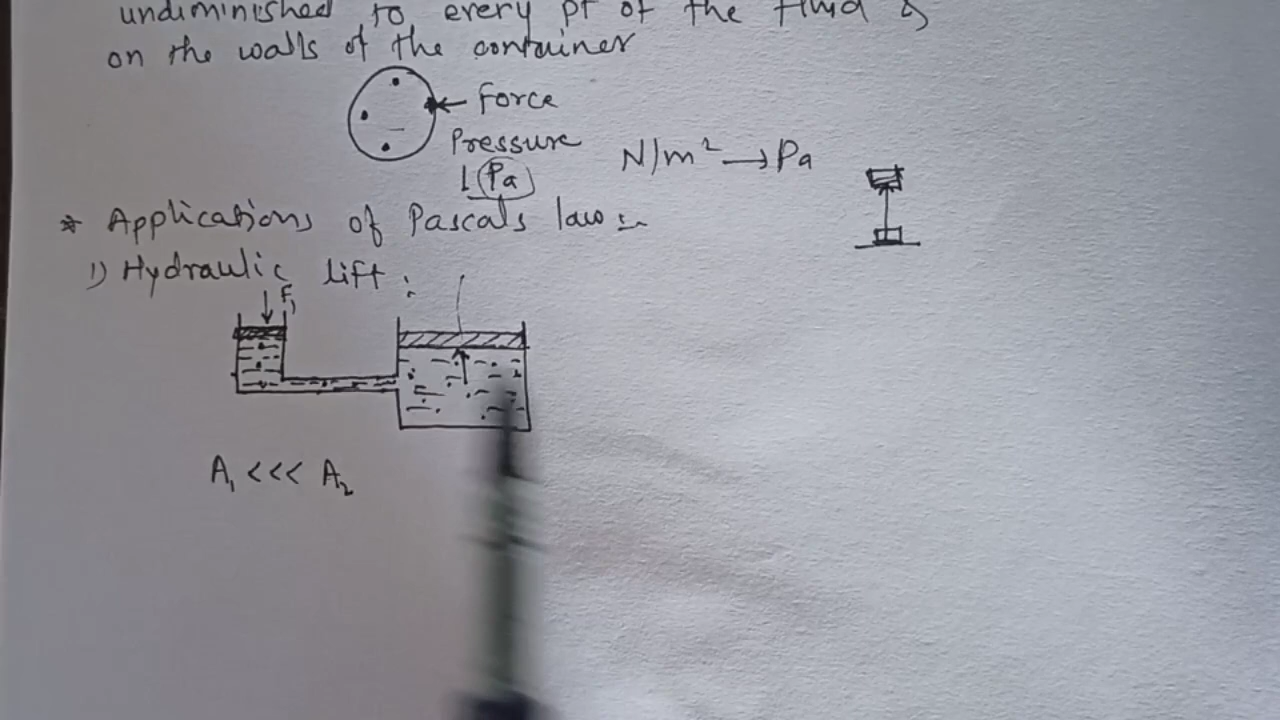 undiminished to every pt of the fluid &
on the walls of the container
Force
Pressure
1 Pa
N/m² → Pa
* Applications of Pascals law :-
1) Hydraulic lift :
F₁
A₁ <<< A₂